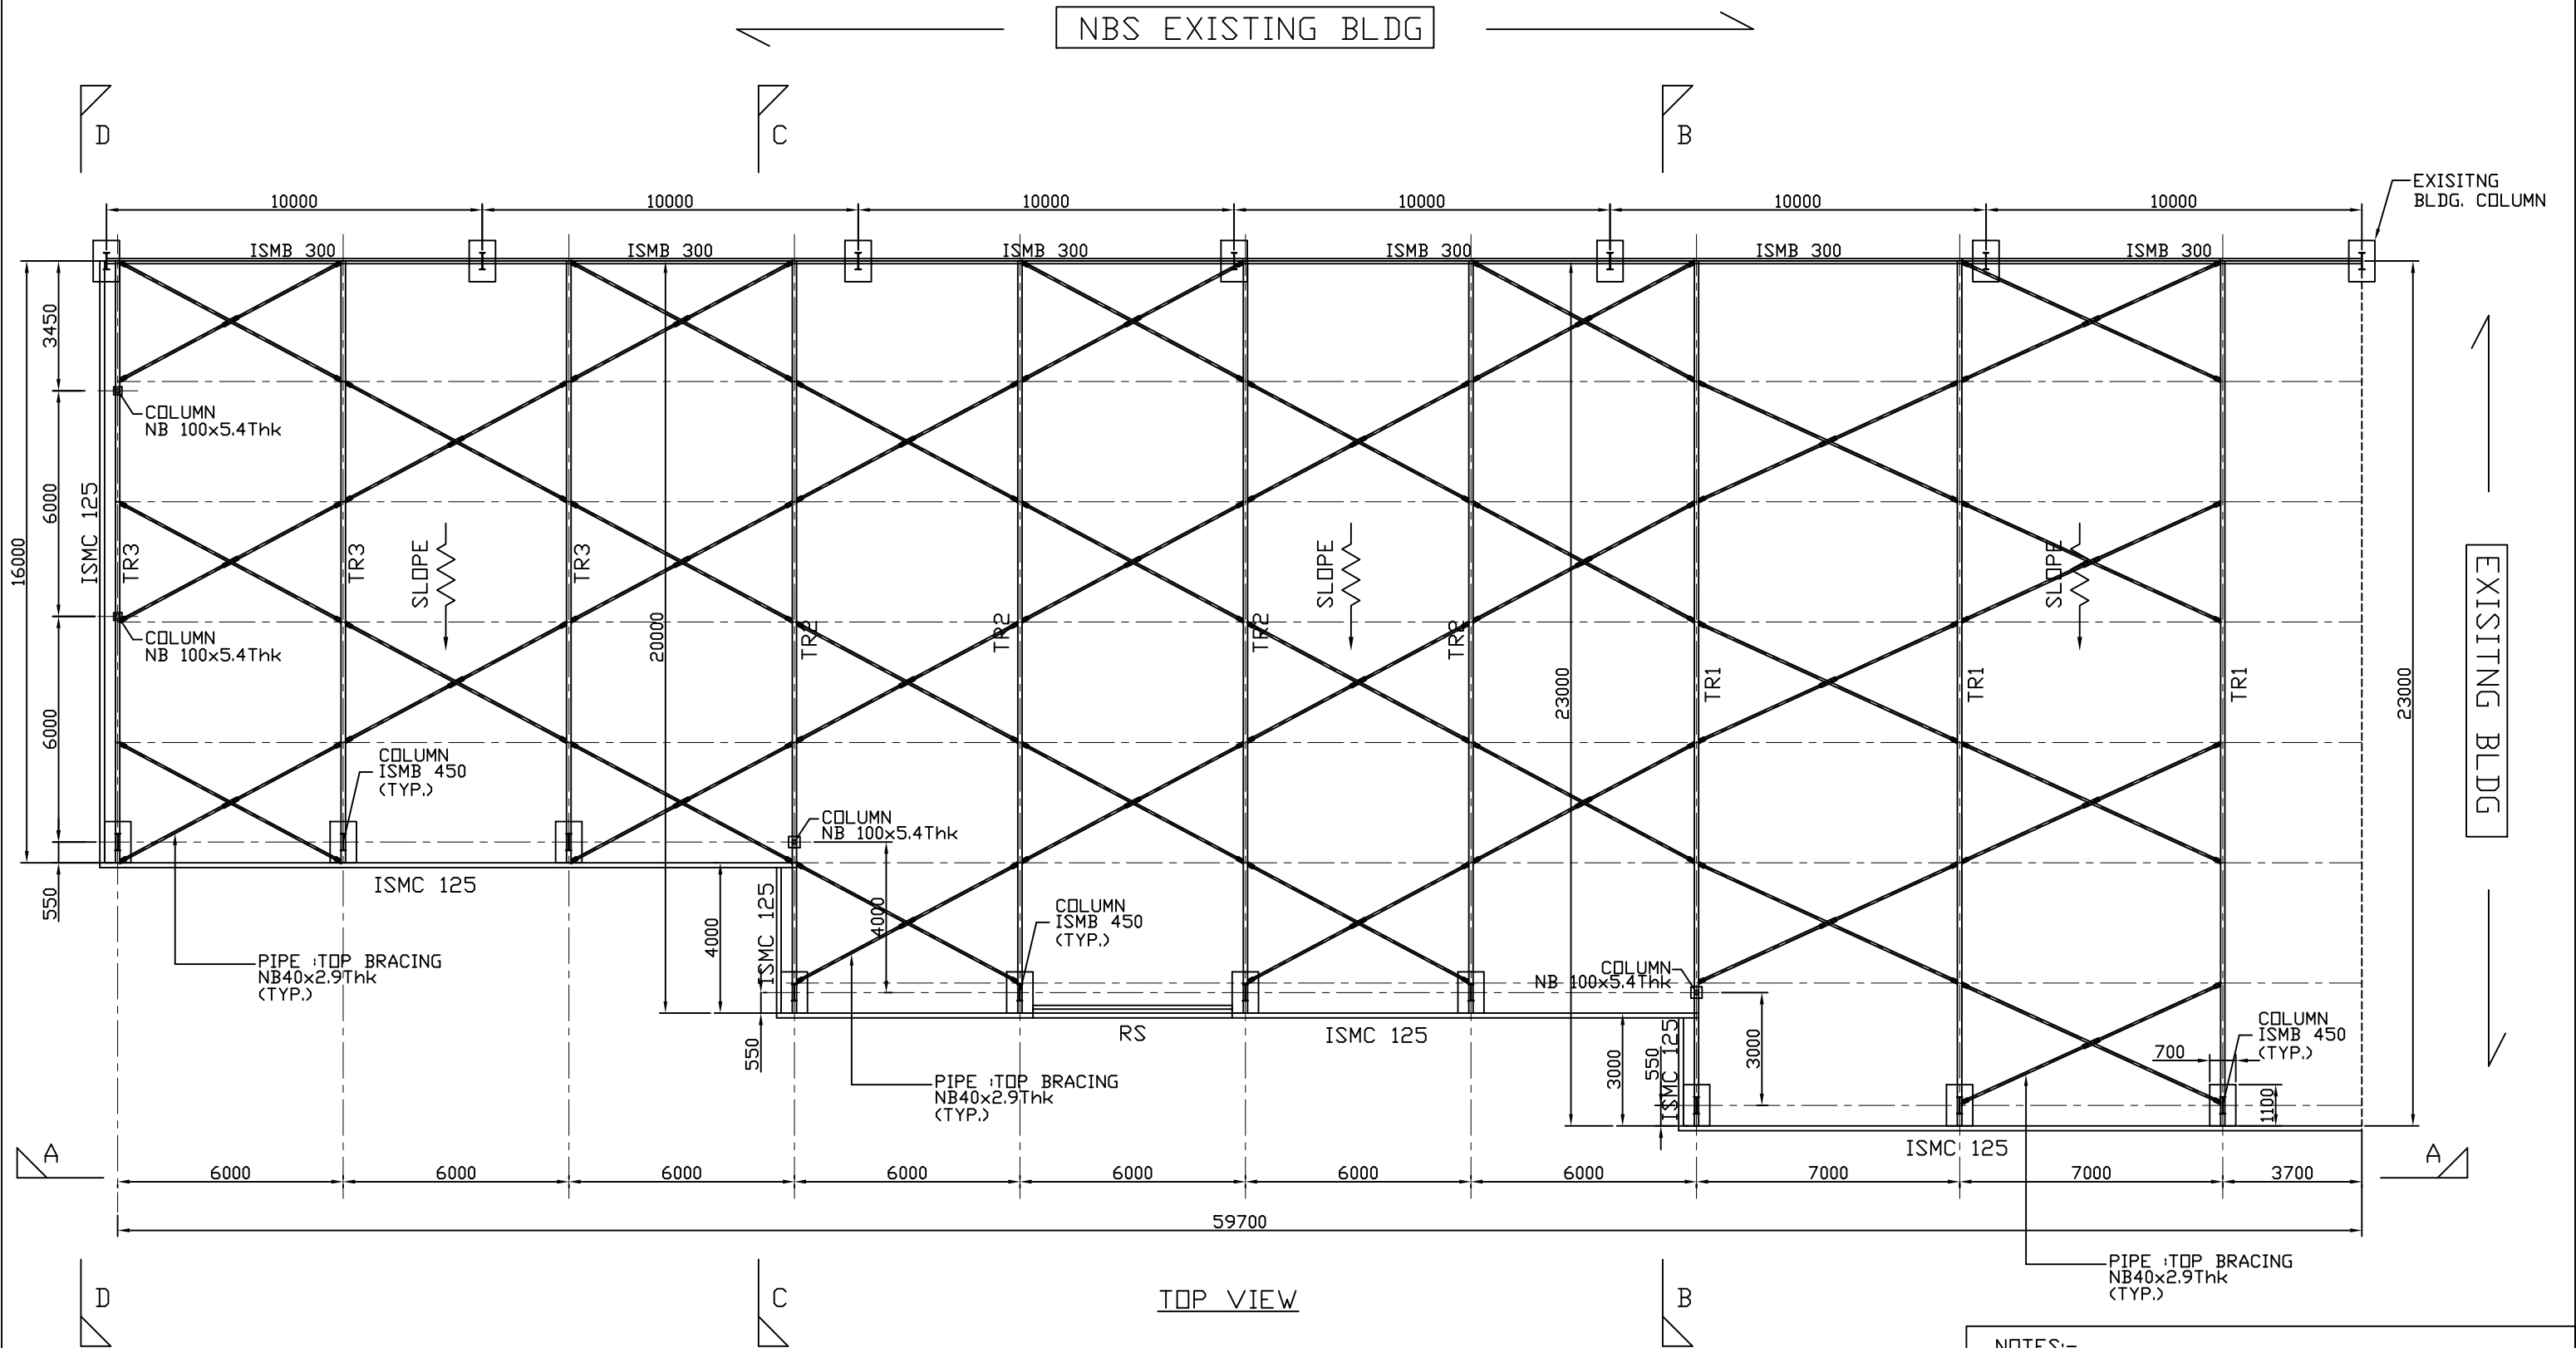 NBS EXISTING BLDG
D
C
B
EXISITNG
BLDG. COLUMN
10000
10000
10000
10000
10000
10000
ISMB 300
ISMB 300
ISMB 300
ISMB 300
ISMB 300
ISMB 300
16000
3450
6000
6000
550
ISMC 125
COLUMN
NB 100x5.4Thk
COLUMN
NB 100x5.4Thk
TR3
TR3
TR3
SLOPE
20000
TR2
TR2
TR2
TR2
SLOPE
23000
TR1
TR1
TR1
SLOPE
23000
EXISITING BLDG
COLUMN
ISMB 450
(TYP.)
COLUMN
NB 100x5.4Thk
ISMC 125
4000
ISMC 125
4000
COLUMN
ISMB 450
(TYP.)
COLUMN
NB 100x5.4Thk
PIPE :TOP BRACING
NB40x2.9Thk
(TYP.)
550
RS
ISMC 125
3000
550
ISMC 125
3000
COLUMN
ISMB 450
(TYP.)
700
1100
PIPE :TOP BRACING
NB40x2.9Thk
(TYP.)
ISMC 125
A
A
6000
6000
6000
6000
6000
6000
6000
7000
7000
3700
59700
PIPE :TOP BRACING
NB40x2.9Thk
(TYP.)
D
C
B
TOP VIEW
NOTES:-